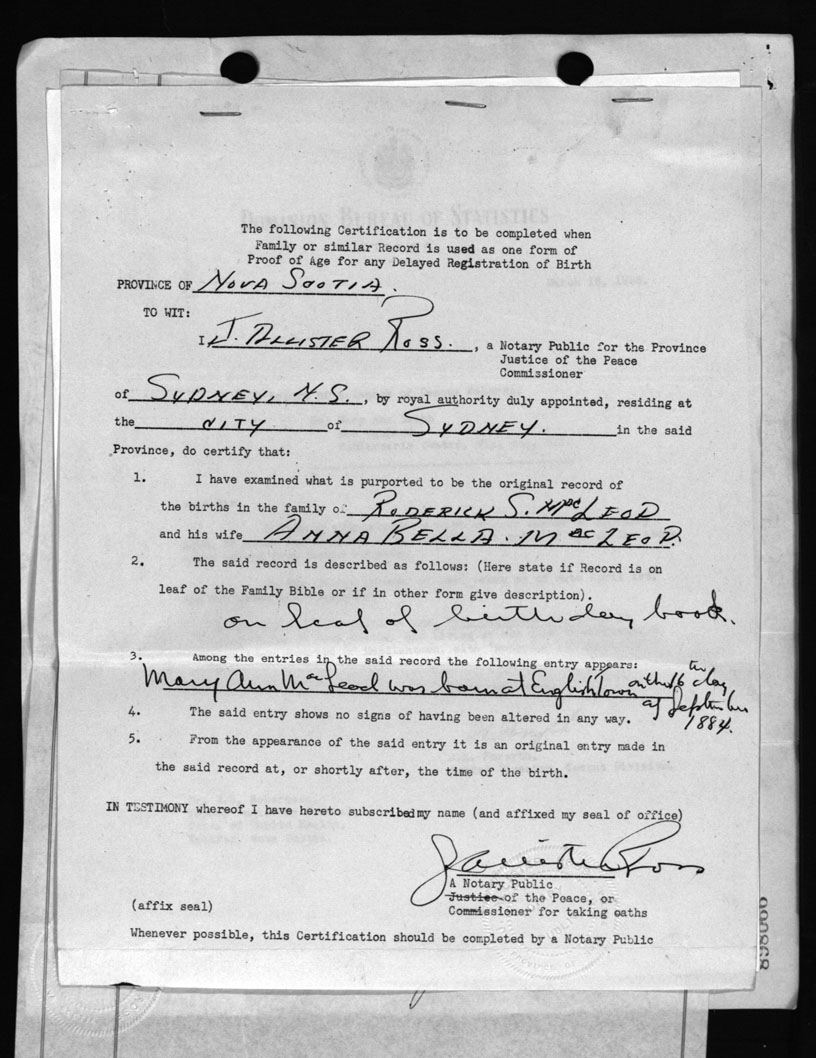 DOMINION BUREAU OF STATISTICS
The following Certification is to be completed when
Family or similar Record is used as one form of
Proof of Age for any Delayed Registration of Birth
PROVINCE OF NOVA SCOTIA.
TO WIT:
I J. ALLISTER ROSS. , a Notary Public for the Province
Justice of the Peace
Commissioner
of SYDNEY, N.S. , by royal authority duly appointed, residing at
the CITY of SYDNEY. in the said
Province, do certify that:
1. I have examined what is purported to be the original record of
the births in the family of RODERICK S. McLEOD
and his wife ANNA BELLA. MacLEOD.
2. The said record is described as follows: (Here state if Record is on
leaf of the Family Bible or if in other form give description).
on leaf of birthday book.
3. Among the entries in the said record the following entry appears:
Mary Ann MacLeod was born at EnglishTown on the 16th day
of September
1884.
4. The said entry shows no signs of having been altered in any way.
5. From the appearance of the said entry it is an original entry made in
the said record at, or shortly after, the time of the birth.
IN TESTIMONY whereof I have hereto subscribed my name (and affixed my seal of office)
J Allister Ross
A Notary Public
Justice of the Peace, or
Commissioner for taking oaths
(affix seal)
Whenever possible, this Certification should be completed by a Notary Public